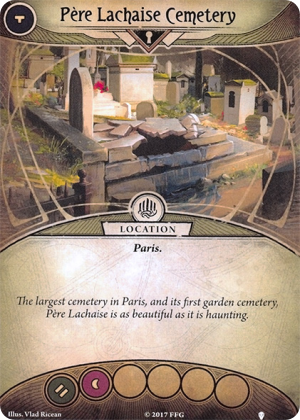 Père Lachaise Cemetery
LOCATION
Paris.
The largest cemetery in Paris, and its first garden cemetery,
Père Lachaise is as beautiful as it is haunting.
Illus. Vlad Ricean
© 2017 FFG